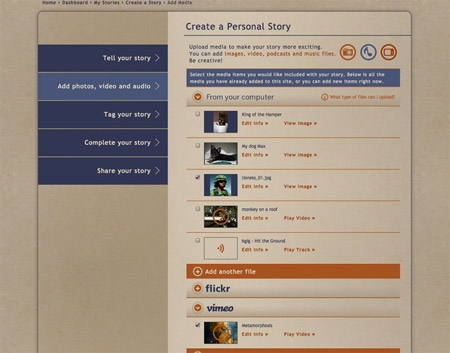 Home › Dashboard › My Stories › Create a Story › Add Media
Create a Personal Story
Tell your story
Add photos, video and audio
Tag your story
Complete your story
Share your story
Upload media to make your story more exciting.
You can add images, video, podcasts and music files.
Be creative!
Select the media items you would like included with your story. Below is all the
media you have already added to this site, or you can add new items right now.
From your computer
What type of files can I upload?
King of the Hamper
Edit Info » View Image »
My dog Max
Edit Info » View Image »
Edit Info » View Image »
monkey on a roof
Edit Info » Play Video »
- Hit the Ground
Edit Info » Play Track »
Add another file
flickr
vimeo
Metamorphosis
Edit Info » Play Video »